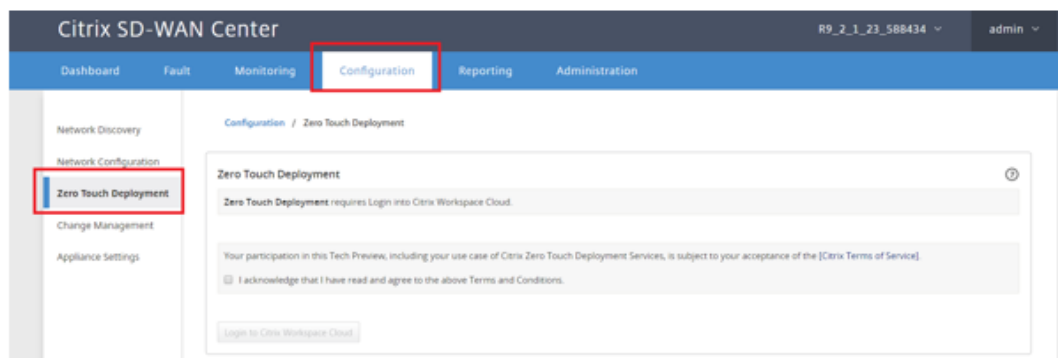 Citrix SD-WAN Center
R9_2_1_23_588434
admin
Dashboard Fault Monitoring Configuration Reporting Administration
Network Discovery
Network Configuration
Zero Touch Deployment
Change Management
Appliance Settings
Configuration / Zero Touch Deployment
Zero Touch Deployment
Zero Touch Deployment requires Login into Citrix Workspace Cloud.
Your participation in this Tech Preview, including your use case of Citrix Zero Touch Deployment Services, is subject to your acceptance of the [Citrix Terms of Service].
I acknowledge that I have read and agree to the above Terms and Conditions.
Login to Citrix Workspace Cloud